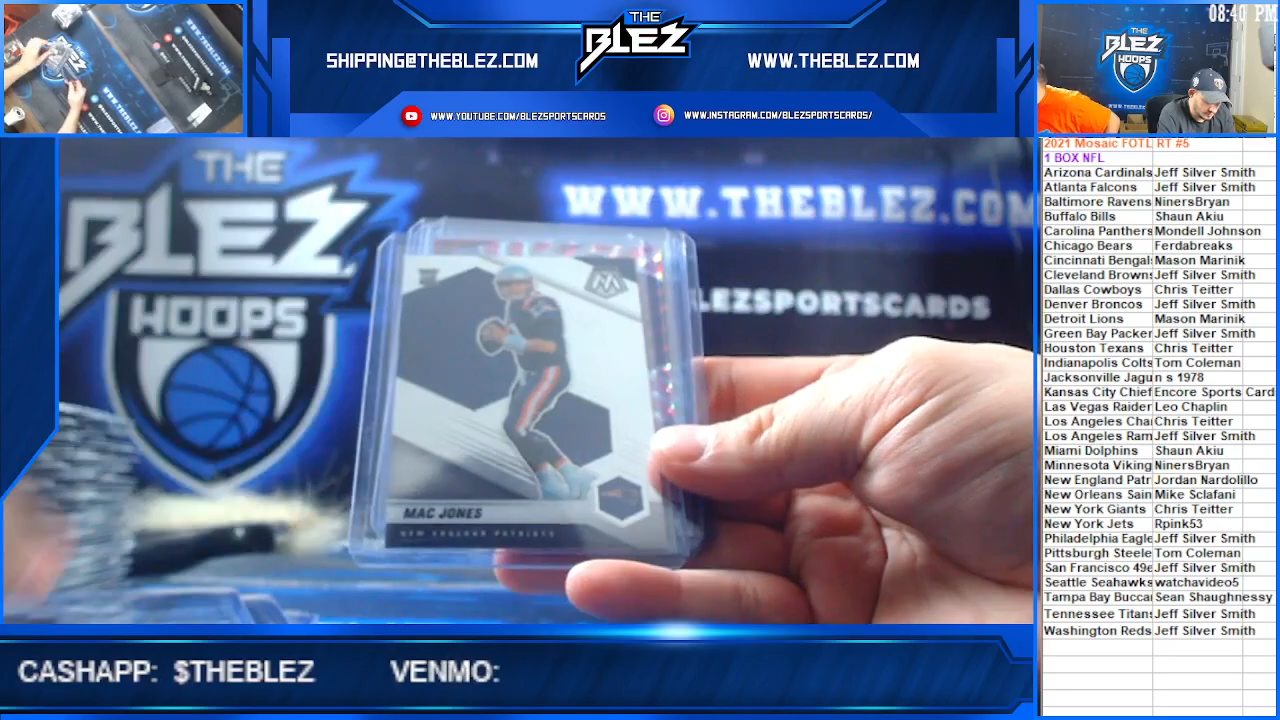 THE
BLEZ
SHIPPING@THEBLEZ.COM
WWW.THEBLEZ.COM
WWW.YOUTUBE.COM/BLEZSPORTSCARDS
WWW.INSTAGRAM.COM/BLEZSPORTSCARDS/
08:40 PM
THE
BLEZ
HOOPS
THE
BLEZ
HOOPS
WWW.THEBLEZ.COM
LEZSPORTSCARDS
MAC JONES
NEW ENGLAND PATRIOTS
2021 Mosaic FOTL RT #5
1 BOX NFL
Arizona Cardinals Jeff Silver Smith
Atlanta Falcons Jeff Silver Smith
Baltimore Ravens NinersBryan
Buffalo Bills Shaun Akiu
Carolina Panthers Mondell Johnson
Chicago Bears Ferdabreaks
Cincinnati Bengal Mason Marinik
Cleveland Browns Jeff Silver Smith
Dallas Cowboys Chris Teitter
Denver Broncos Jeff Silver Smith
Detroit Lions Mason Marinik
Green Bay Packer Jeff Silver Smith
Houston Texans Chris Teitter
Indianapolis Colts Tom Coleman
Jacksonville Jagu n s 1978
Kansas City Chief Encore Sports Card
Las Vegas Raider Leo Chaplin
Los Angeles Cha Chris Teitter
Los Angeles Ram Jeff Silver Smith
Miami Dolphins Shaun Akiu
Minnesota Viking NinersBryan
New England Patr Jordan Nardolillo
New Orleans Sain Mike Sclafani
New York Giants Chris Teitter
New York Jets Rpink53
Philadelphia Eagle Jeff Silver Smith
Pittsburgh Steele Tom Coleman
San Francisco 49e Jeff Silver Smith
Seattle Seahawks watchavideo5
Tampa Bay Bucca Sean Shaughnessy
Tennessee Titans Jeff Silver Smith
Washington Reds Jeff Silver Smith
CASHAPP: $THEBLEZ
VENMO: